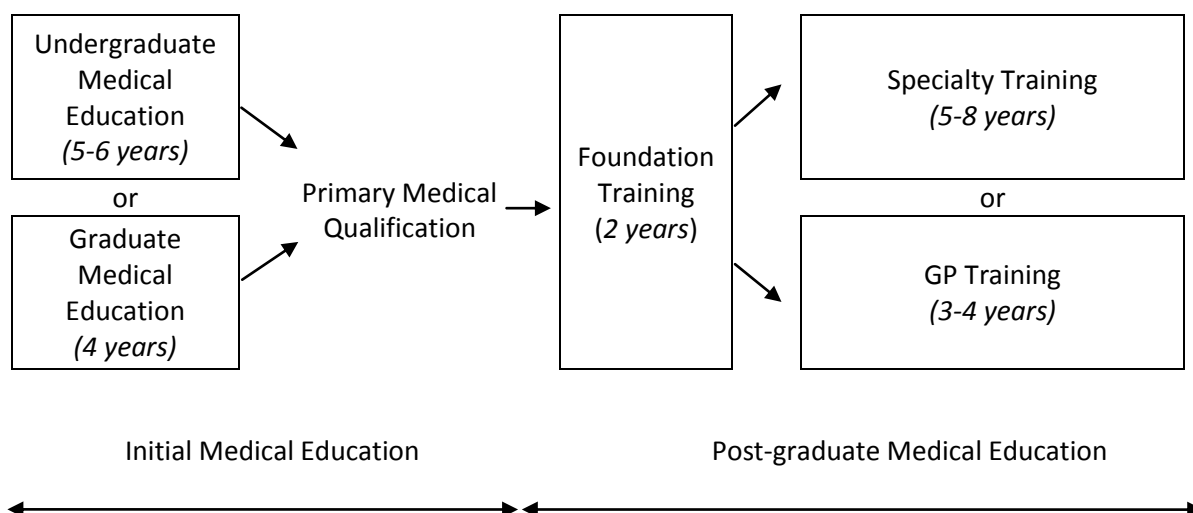 Undergraduate
Medical
Education
(5-6 years)
or
Graduate
Medical
Education
(4 years)
Primary Medical
Qualification
Foundation
Training
(2 years)
Specialty Training
(5-8 years)
or
GP Training
(3-4 years)
Initial Medical Education
Post-graduate Medical Education